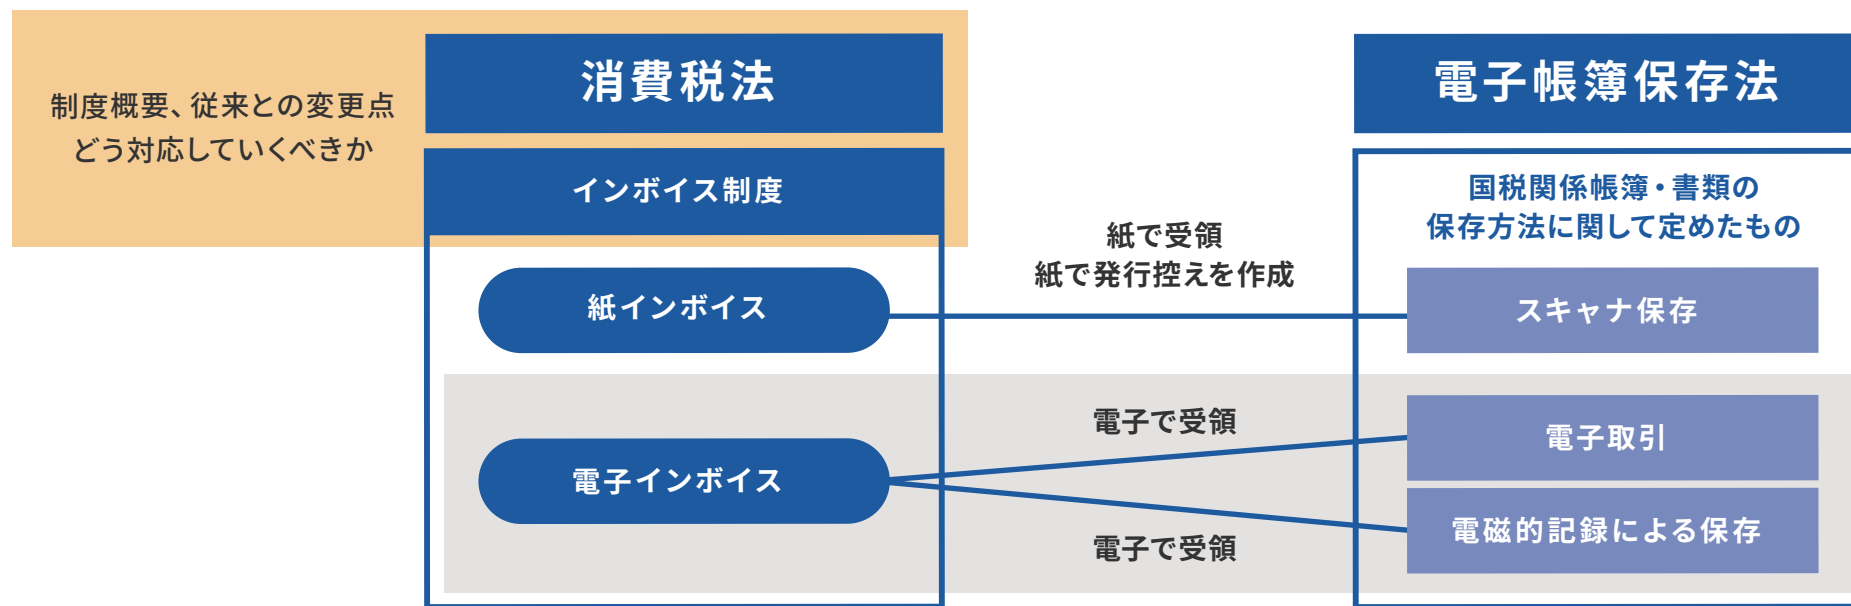 制度概要、従来との変更点
どう対応していくべきか
消費税法
インボイス制度
紙インボイス
電子インボイス
紙で受領
紙で発行控えを作成
電子で受領
電子で受領
電子帳簿保存法
国税関係帳簿・書類の
保存方法に関して定めたもの
スキャナ保存
電子取引
電磁的記録による保存